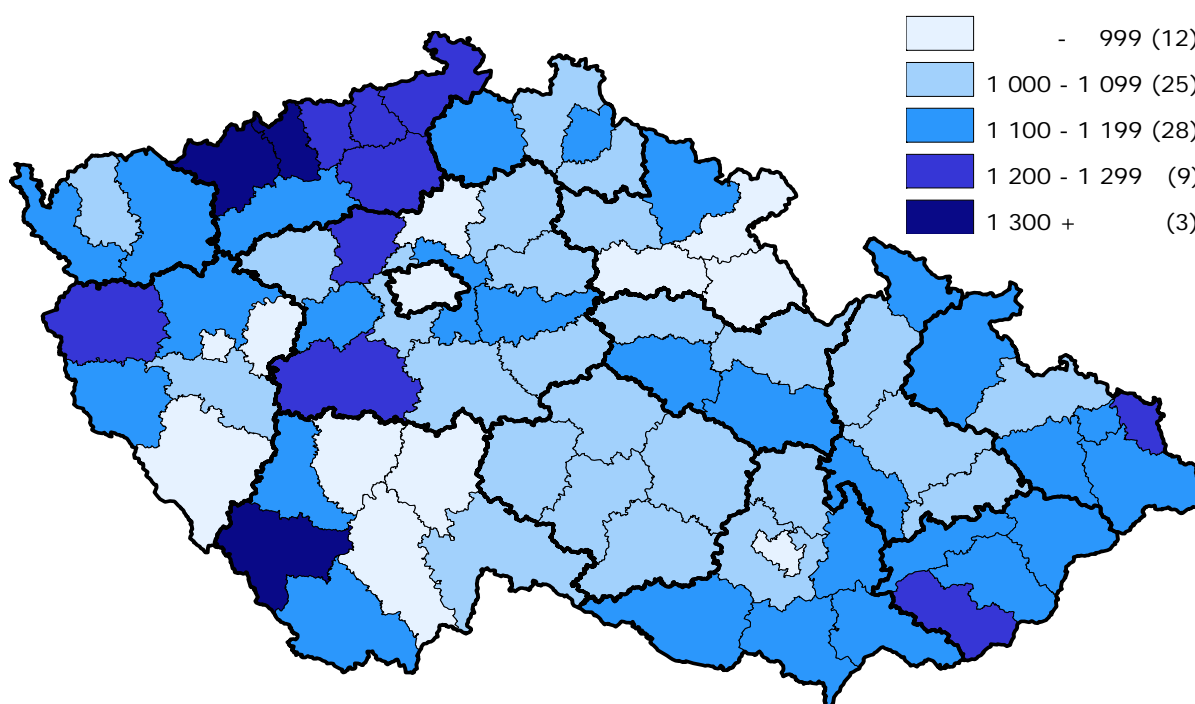 - 999 (12)
1 000 - 1 099 (25)
1 100 - 1 199 (28)
1 200 - 1 299 (9)
1 300 + (3)